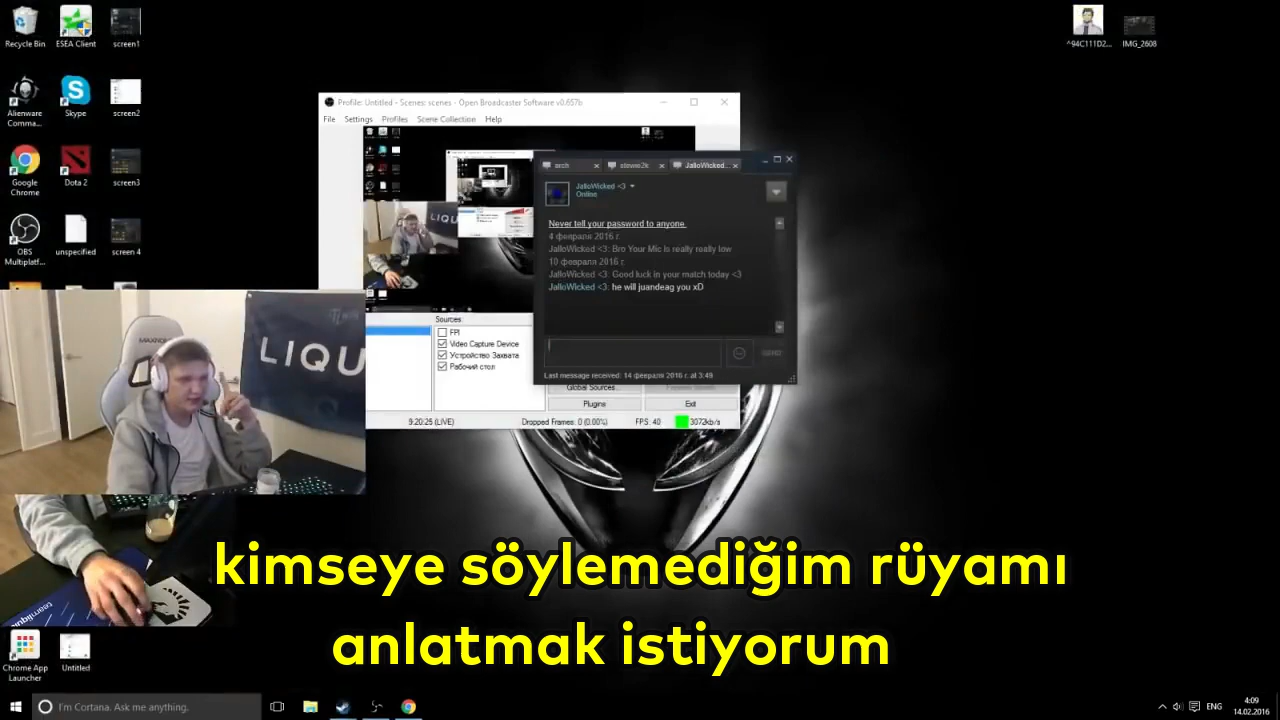 Recycle Bin
ESEA Client
screen1
^94C111D2...
IMG_2608
Alienware Comma...
Skype
screen2
Google Chrome
Dota 2
screen3
OBS Multiplatf...
unspecified
screen 4
Profile: Untitled - Scenes: scenes - Open Broadcaster Software v0.657b
File Settings Profiles Scene Collection Help
LIQU
Sources
FPI
Video Capture Device
Устройство Захвата
Рабочий стол
Global Sources...
Plugins
Exit
9:20:25 (LIVE)
Dropped Frames: 0 (0,00%)
FPS: 40
3072kb/s
JalloWicked...
JalloWicked <3
Online
Never tell your password to anyone.
4 февраля 2016 г.
JalloWicked <3: Bro Your Mic is really really low
10 февраля 2016 г.
JalloWicked <3: Good luck in your match today <3
JalloWicked <3: he will juandeag you xD
Last message received: 14 февраля 2016 г. at 3:49
LIQU
kimseye söylemediğim rüyamı
anlatmak istiyorum
Chrome App Launcher
Untitled
I'm Cortana. Ask me anything.
ENG
4:09
14.02.2016